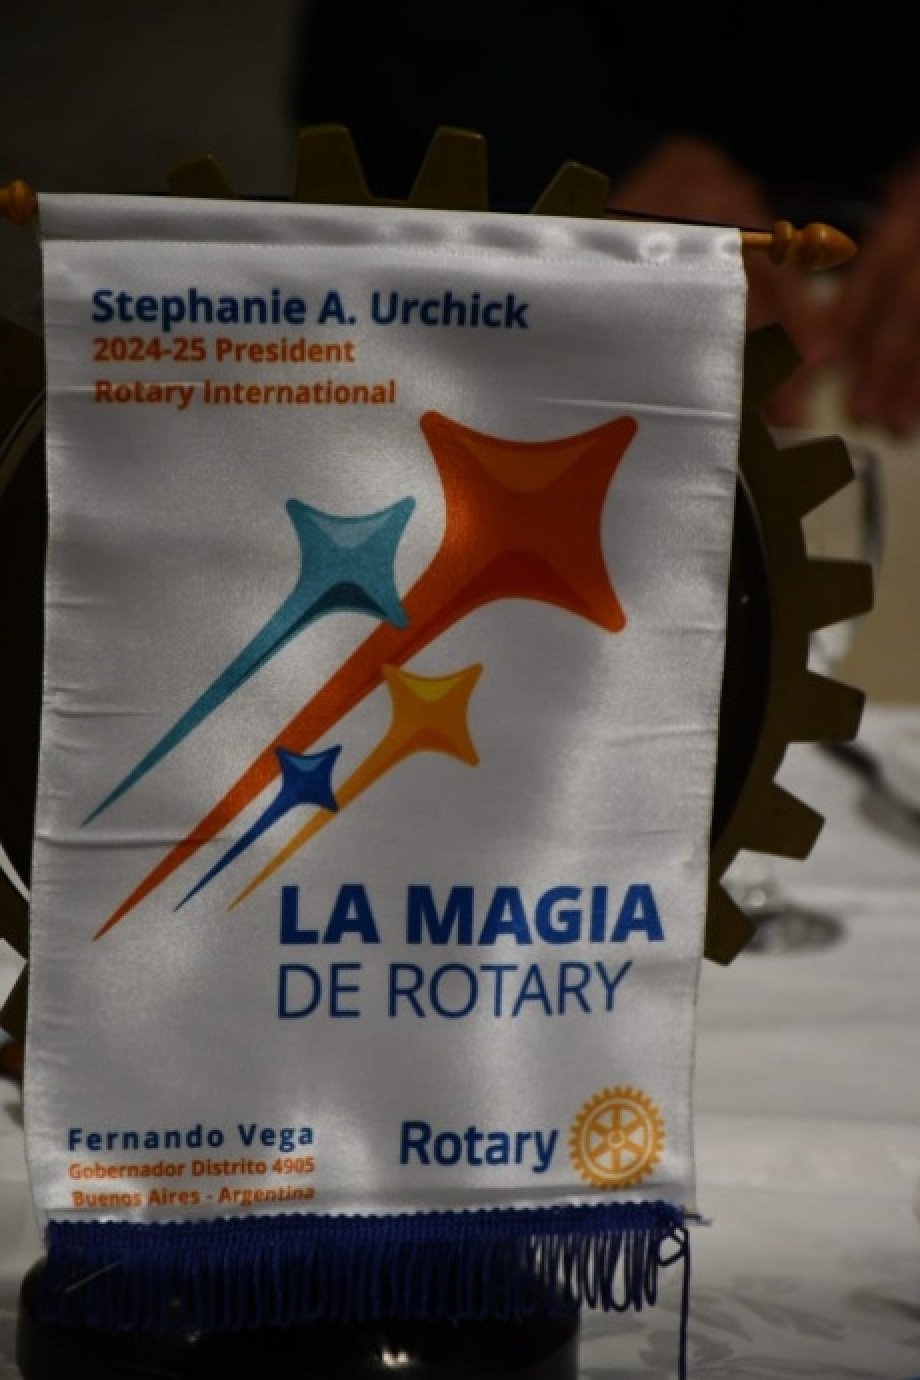 Stephanie A. Urchick
2024-25 President
Rotary International
LA MAGIA
DE ROTARY
Fernando Vega
Gobernador Distrito 4905
Buenos Aires - Argentina
Rotary